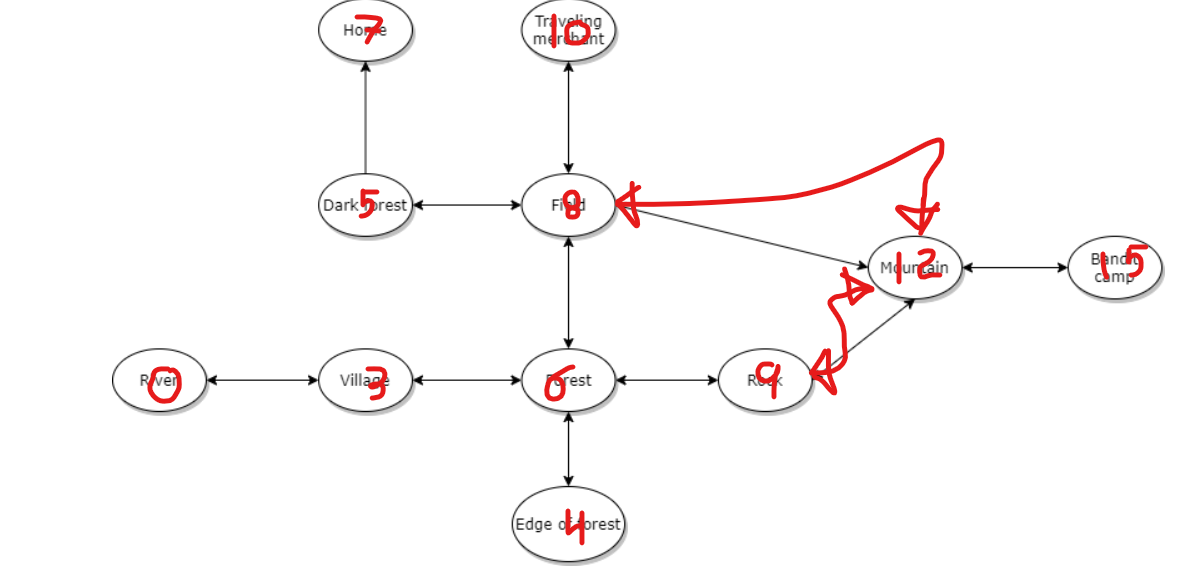 Home
7
Traveling
merchant
10
Dark forest
5
Field
8
Mountain
12
Bandit
camp
15
River
0
Village
3
Forest
6
Rock
9
Edge of forest
4